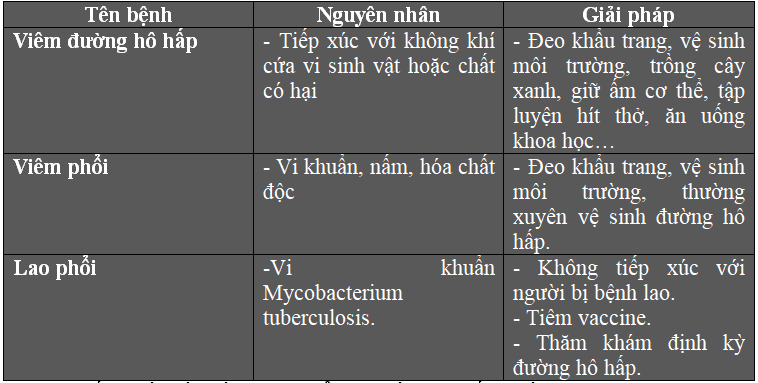 Tên bệnh
Nguyên nhân
Giải pháp
Viêm đường hô hấp
- Tiếp xúc với không khí
cứa vi sinh vật hoặc chất
có hại
- Đeo khẩu trang, vệ sinh
môi trường, trồng cây
xanh, giữ ấm cơ thể, tập
luyện hít thở, ăn uống
khoa học…
Viêm phổi
- Vi khuẩn, nấm, hóa chất
độc
- Đeo khẩu trang, vệ sinh
môi trường, thường
xuyên vệ sinh đường hô
hấp.
Lao phổi
-Vi khuẩn
Mycobacterium
tuberculosis.
- Không tiếp xúc với
người bị bệnh lao.
- Tiêm vaccine.
- Thăm khám định kỳ
đường hô hấp.